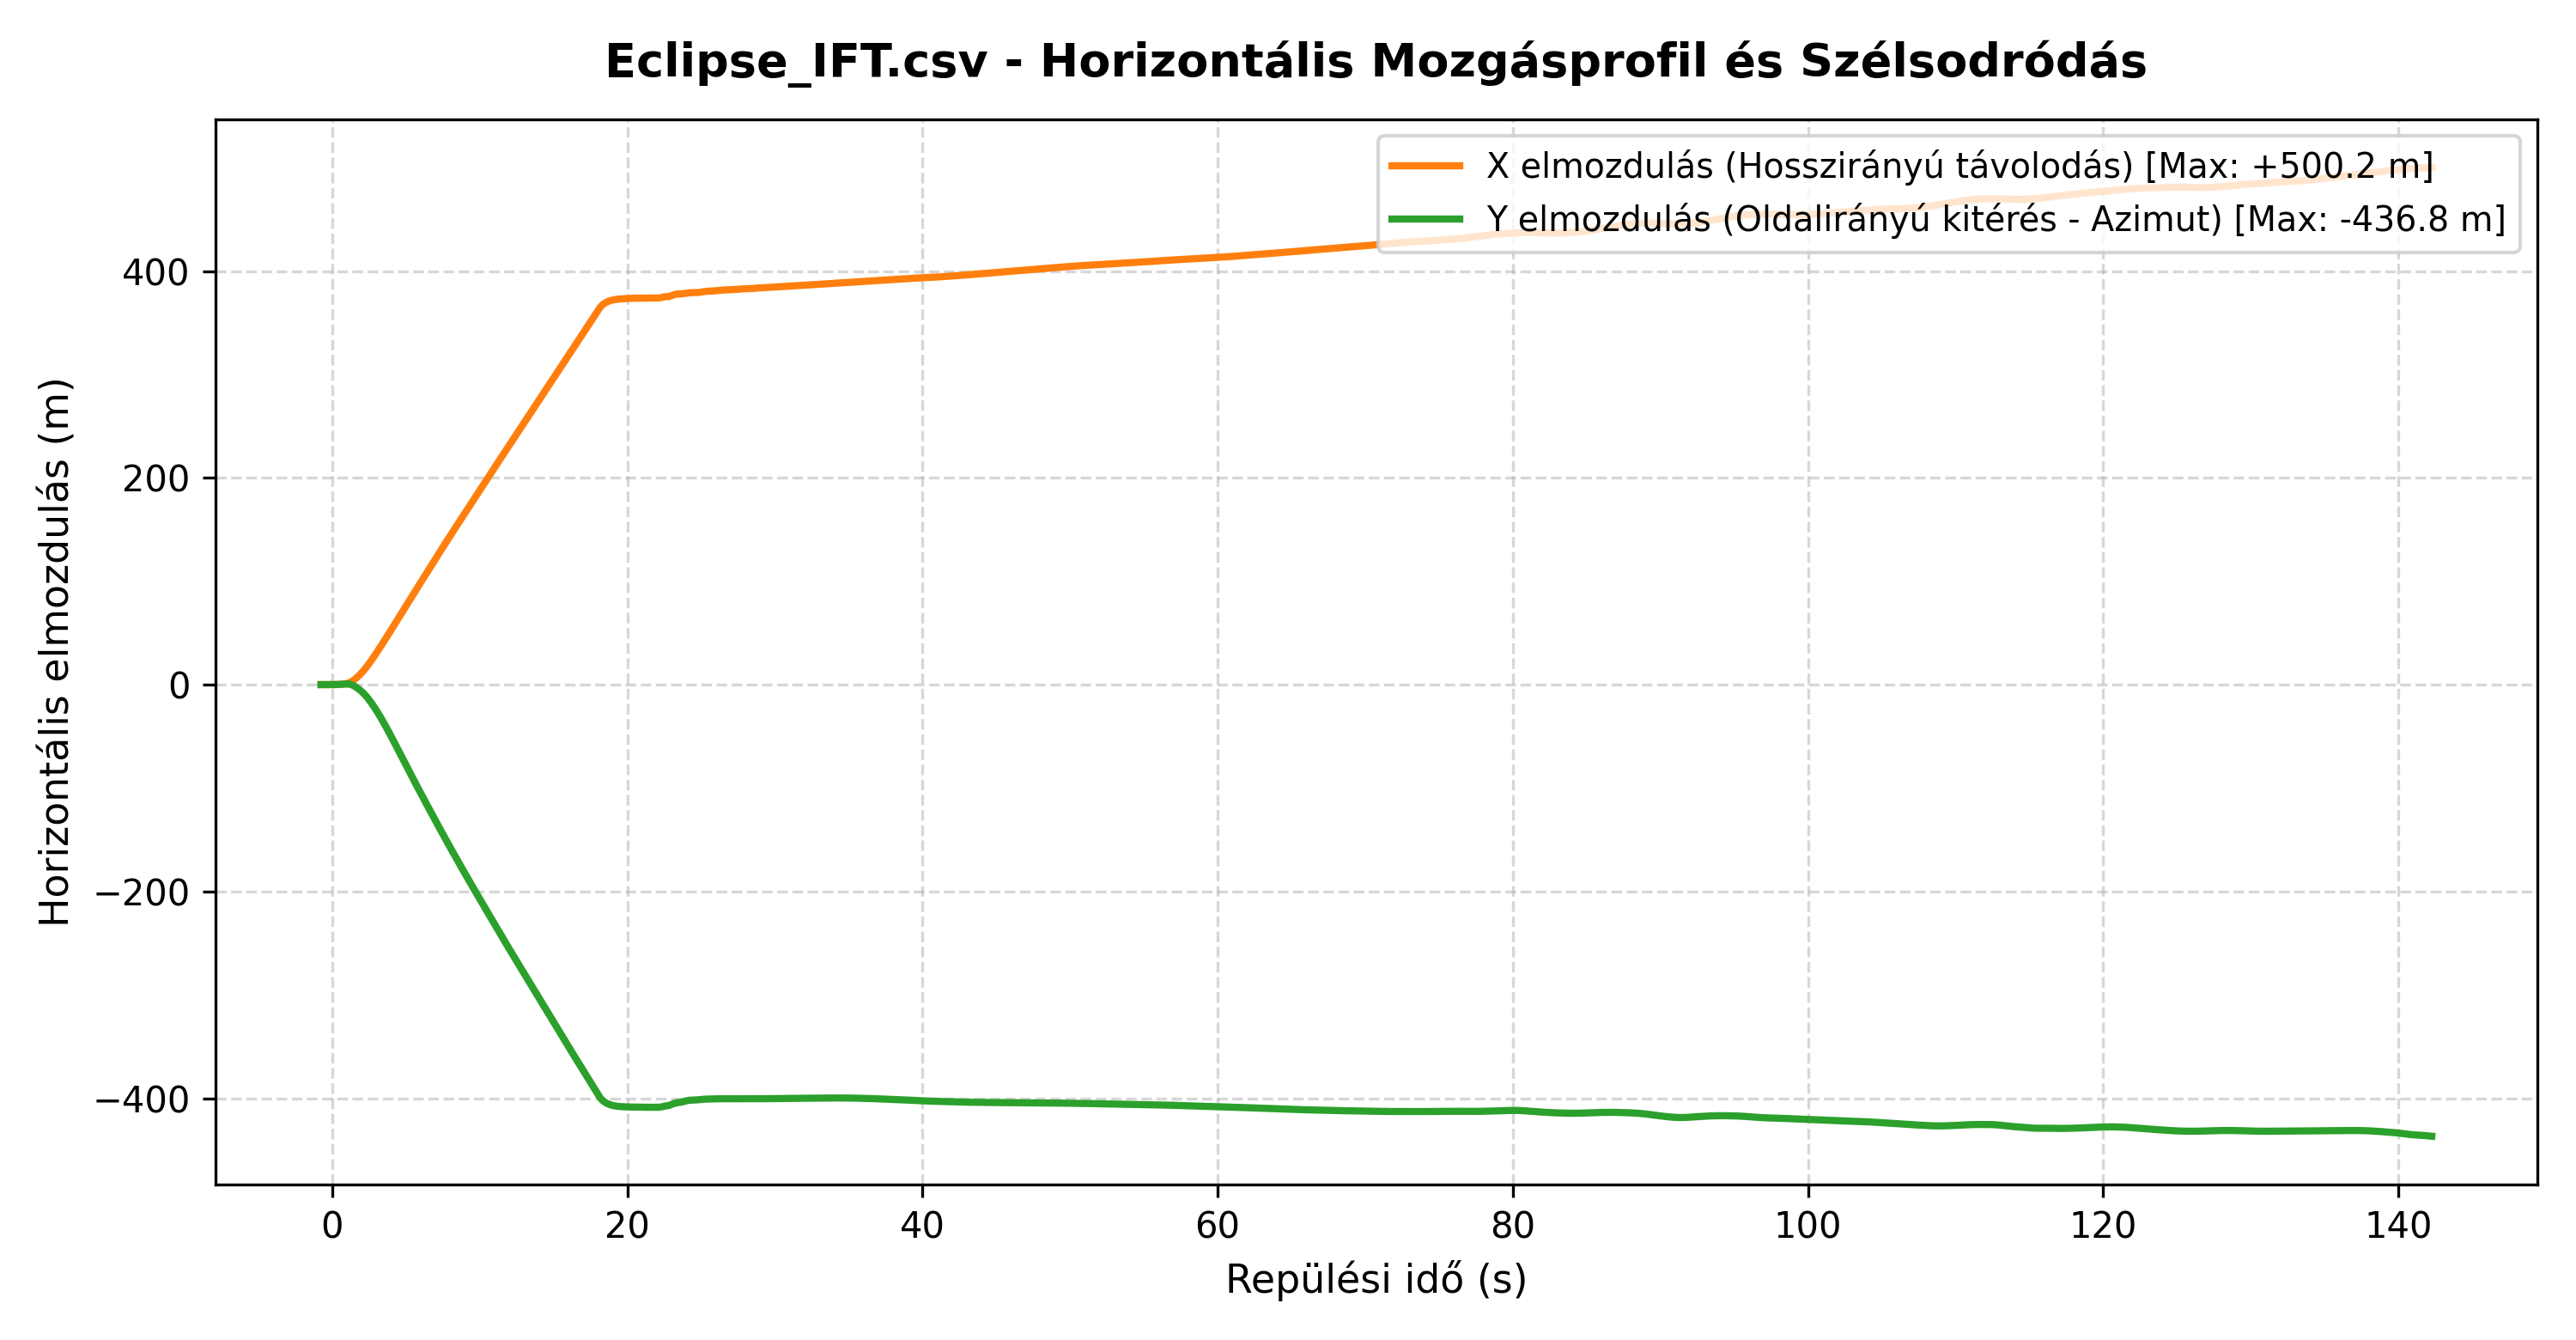 Eclipse_IFT.csv - Horizontális Mozgásprofil és Szélsodródás
X elmozdulás (Hosszirányú távolodás) [Max: +500.2 m]
Y elmozdulás (Oldalirányú kitérés - Azimut) [Max: -436.8 m]
Horizontális elmozdulás (m)
400
200
0
−200
−400
0 20 40 60 80 100 120 140
Repülési idő (s)